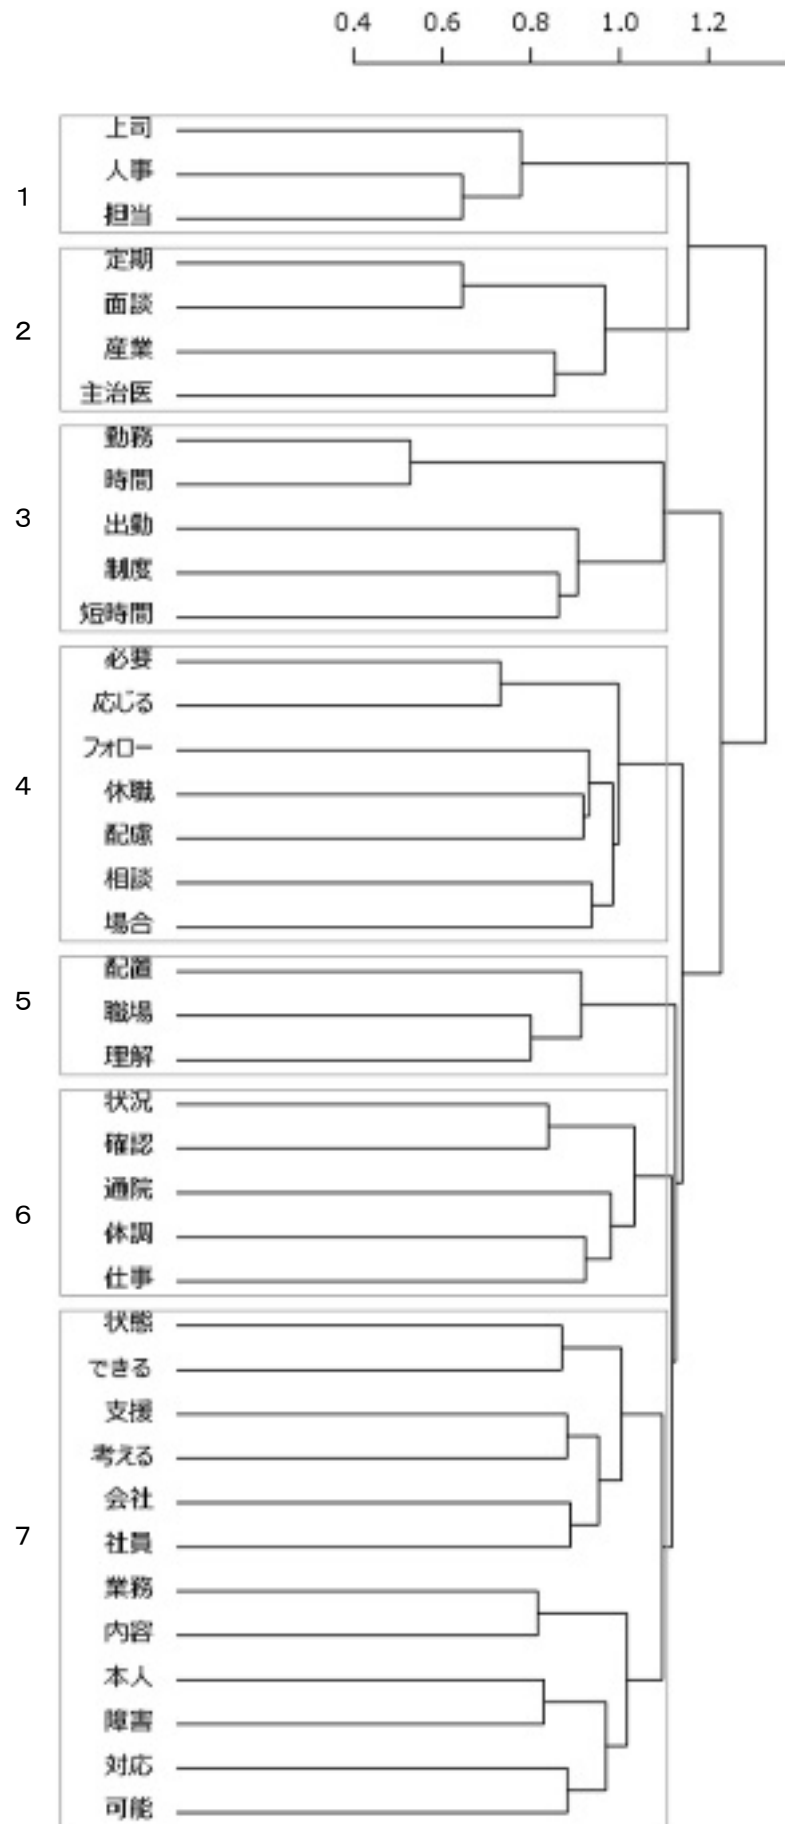 0.4 0.6 0.8 1.0 1.2
上司
人事
1
担当
定期
面談
2
産業
主治医
勤務
時間
3
出勤
制度
短時間
必要
応じる
フォロー
4
休職
配慮
相談
場合
配置
5
職場
理解
状況
確認
通院
6
体調
仕事
状態
できる
支援
考える
会社
7
社員
業務
内容
本人
障害
対応
可能